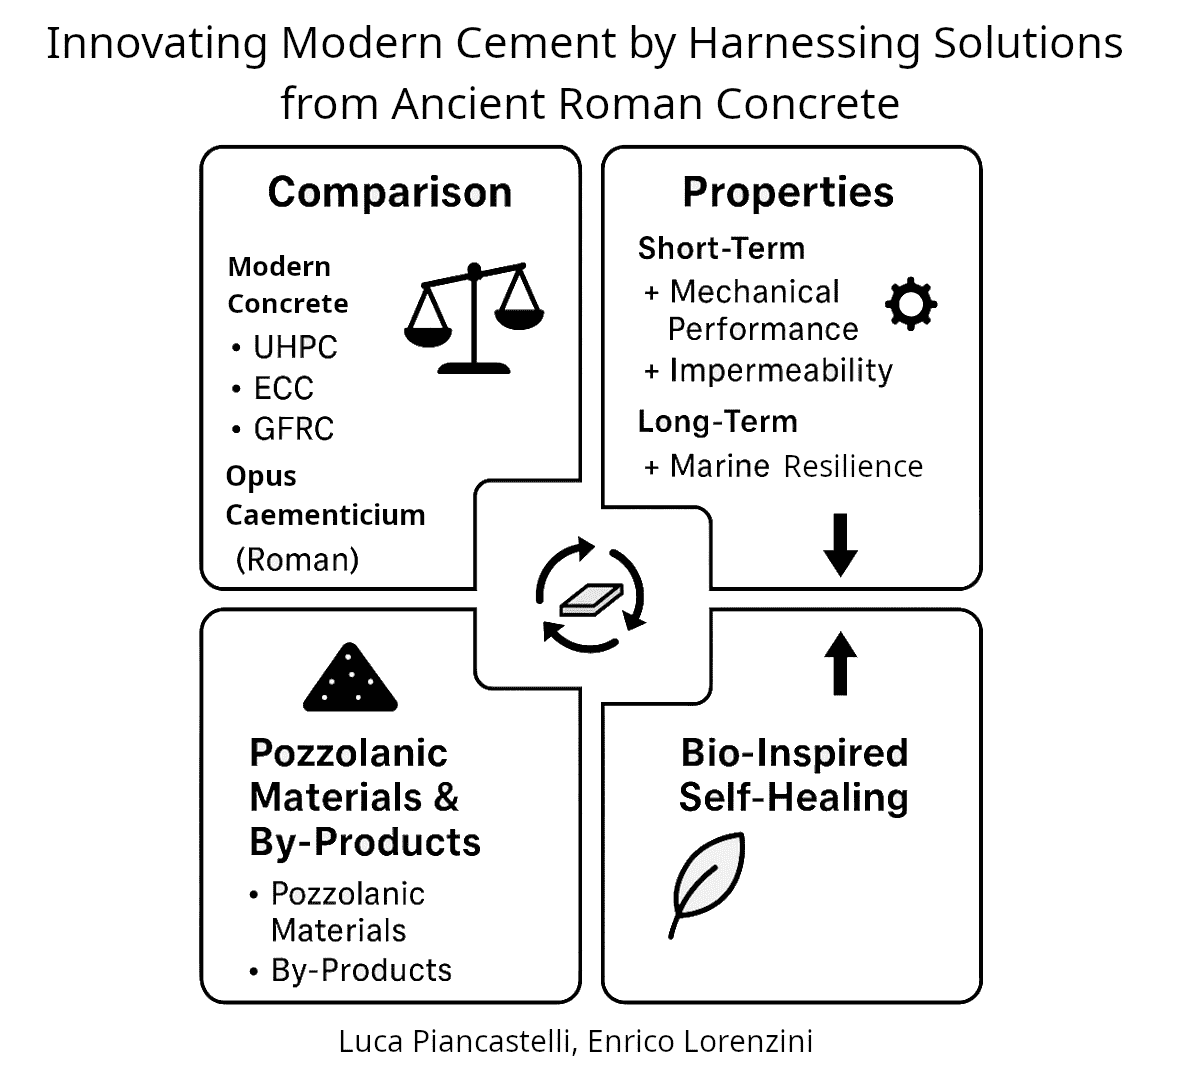 Innovating Modern Cement by Harnessing Solutions
from Ancient Roman Concrete
Comparison
Modern
Concrete
• UHPC
• ECC
• GFRC
Opus
Caementicium
(Roman)
Properties
Short-Term
+ Mechanical
Performance
+ Impermeability
Long-Term
+ Marine Resilience
Pozzolanic
Materials &
By-Products
• Pozzolanic
Materials
• By-Products
Bio-Inspired
Self-Healing
Luca Piancastelli, Enrico Lorenzini